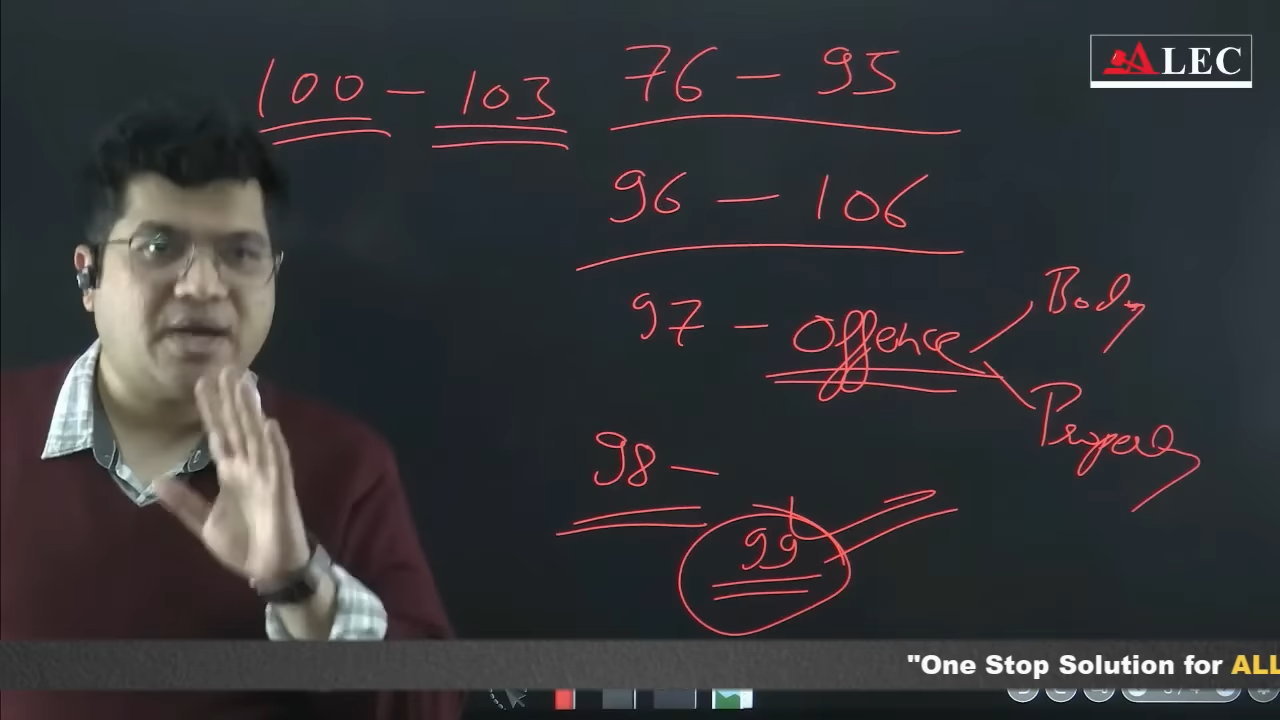 ALEC
100 - 103
76 - 95
96 - 106
97 - Offence
Body
Property
98 -
99
"One Stop Solution for ALL